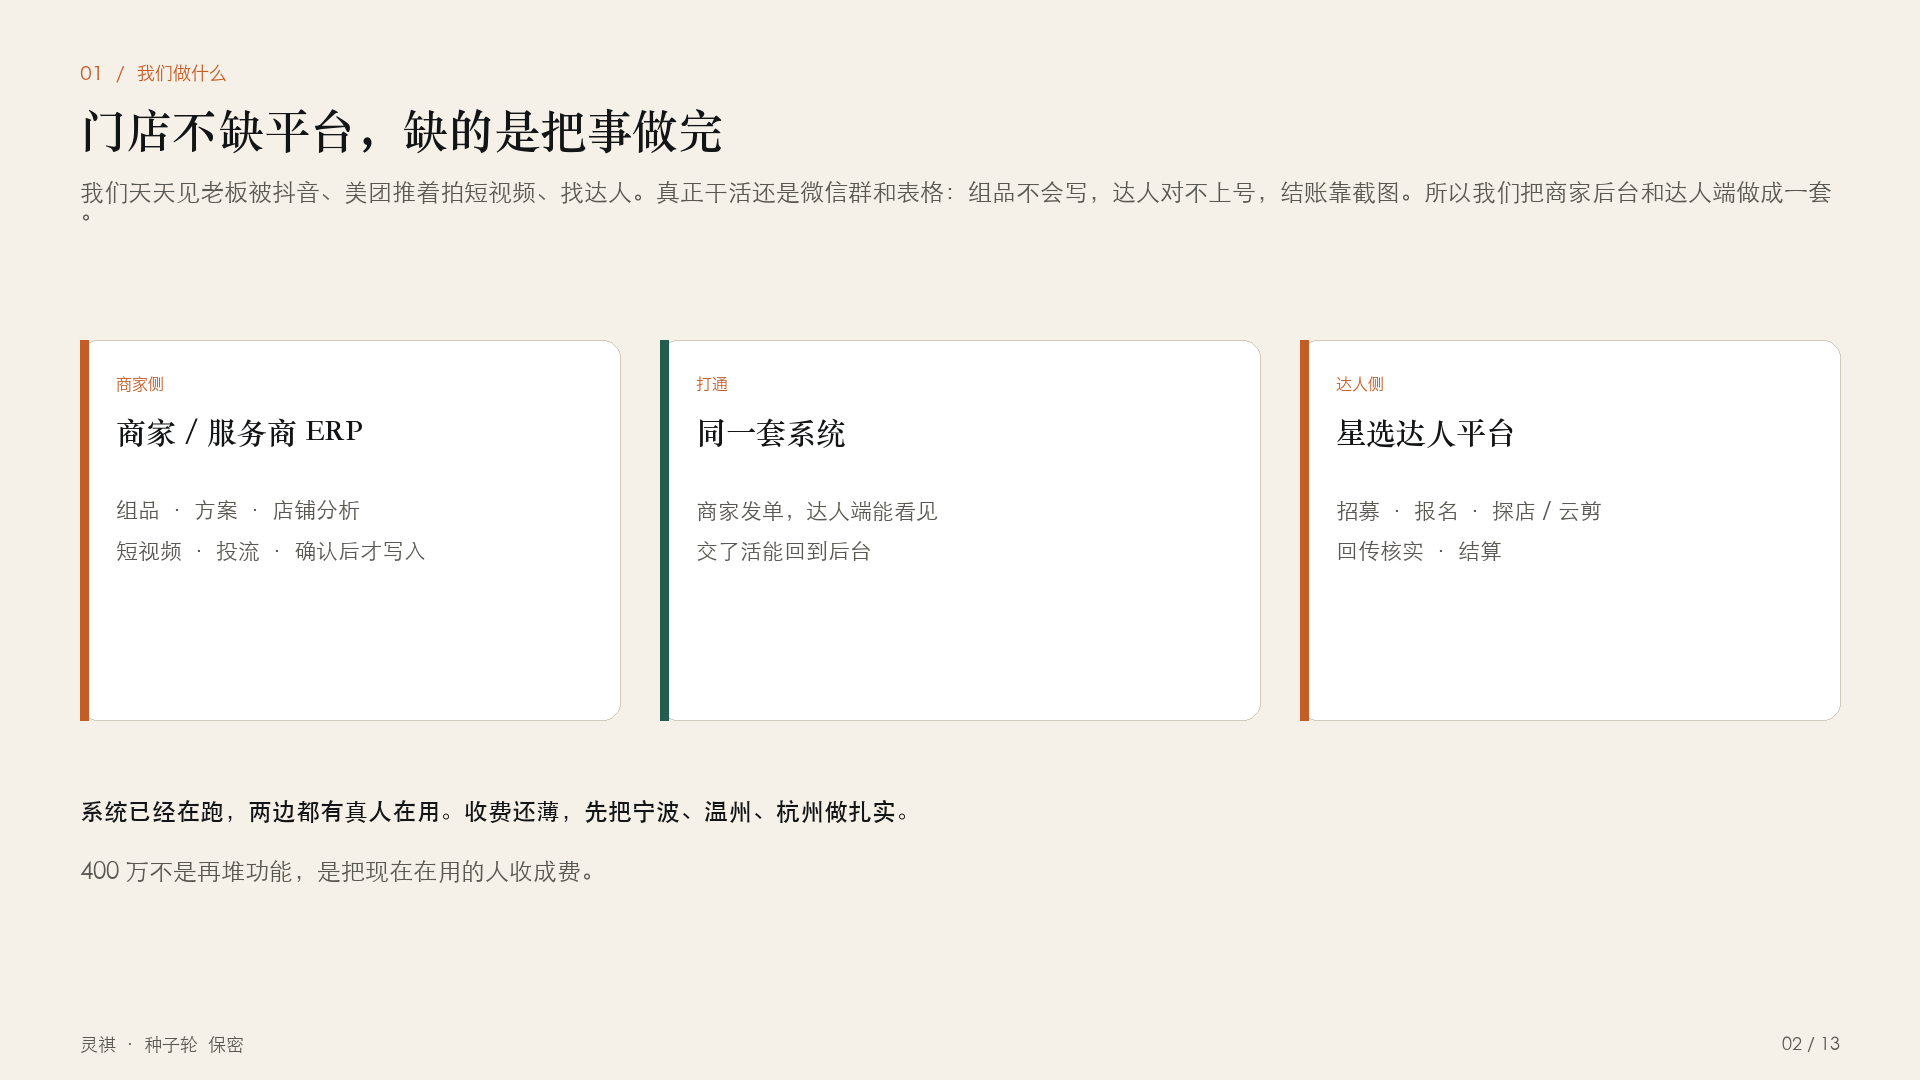 01 / 我们做什么
门店不缺平台，缺的是把事做完
我们天天见老板被抖音、美团推着拍短视频、找达人。真正干活还是微信群和表格：组品不会写，达人对不上号，结账靠截图。所以我们把商家后台和达人端做成一套
。
商家侧
商家 / 服务商 ERP
组品 · 方案 · 店铺分析
短视频 · 投流 · 确认后才写入
打通
同一套系统
商家发单，达人端能看见
交了活能回到后台
达人侧
星选达人平台
招募 · 报名 · 探店 / 云剪
回传核实 · 结算
系统已经在跑，两边都有真人在用。收费还薄，先把宁波、温州、杭州做扎实。
400 万不是再堆功能，是把现在在用的人收成费。
灵祺 · 种子轮 保密
02 / 13